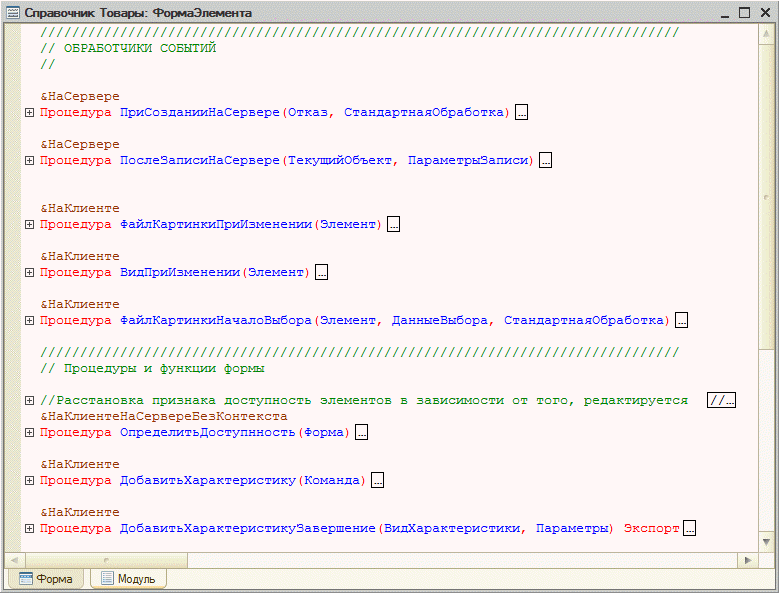 Справочник Товары: ФормаЭлемента
////////////////////////////////////////////////////////////////////////////////
// ОБРАБОТЧИКИ СОБЫТИЙ
//
&НаСервере
Процедура ПриСозданииНаСервере(Отказ, СтандартнаяОбработка) ...
&НаСервере
Процедура ПослеЗаписиНаСервере(ТекущийОбъект, ПараметрыЗаписи) ...
&НаКлиенте
Процедура ФайлКартинкиПриИзменении(Элемент) ...
&НаКлиенте
Процедура ВидПриИзменении(Элемент) ...
&НаКлиенте
Процедура ФайлКартинкиНачалоВыбора(Элемент, ДанныеВыбора, СтандартнаяОбработка) ...
////////////////////////////////////////////////////////////////////////////////
// Процедуры и функции формы
//Расстановка признака доступность элементов в зависимости от того, редактируется //...
&НаКлиентеНаСервереБезКонтекста
Процедура ОпределитьДоступнность(Форма) ...
&НаКлиенте
Процедура ДобавитьХарактеристику(Команда) ...
&НаКлиенте
Процедура ДобавитьХарактеристикуЗавершение(ВидХарактеристики, Параметры) Экспорт ...
Форма Модуль